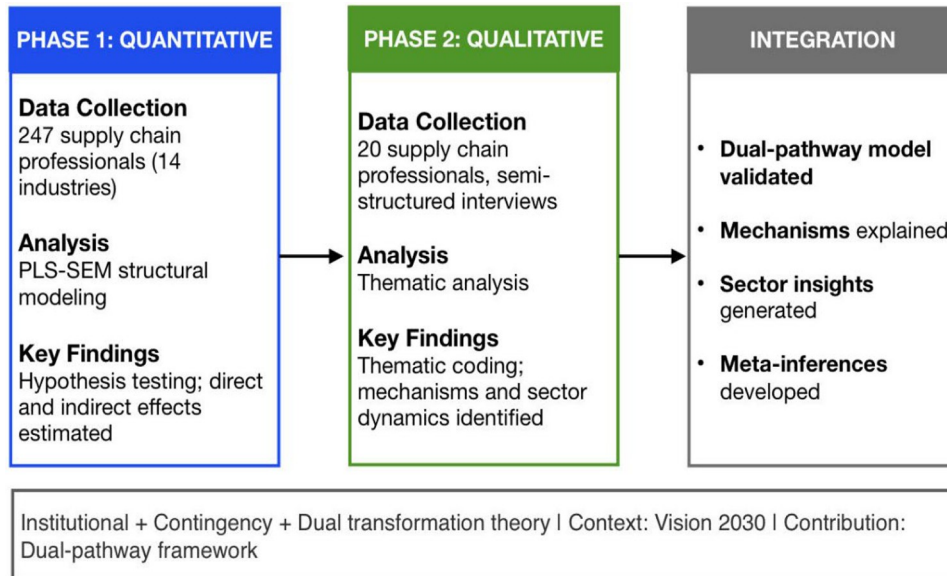 PHASE 1: QUANTITATIVE
Data Collection
247 supply chain
professionals (14
industries)
Analysis
PLS-SEM structural
modeling
Key Findings
Hypothesis testing; direct
and indirect effects
estimated
PHASE 2: QUALITATIVE
Data Collection
20 supply chain
professionals, semi-
structured interviews
Analysis
Thematic analysis
Key Findings
Thematic coding;
mechanisms and sector
dynamics identified
INTEGRATION
• Dual-pathway model
validated
• Mechanisms explained
• Sector insights
generated
• Meta-inferences
developed
Institutional + Contingency + Dual transformation theory | Context: Vision 2030 | Contribution:
Dual-pathway framework